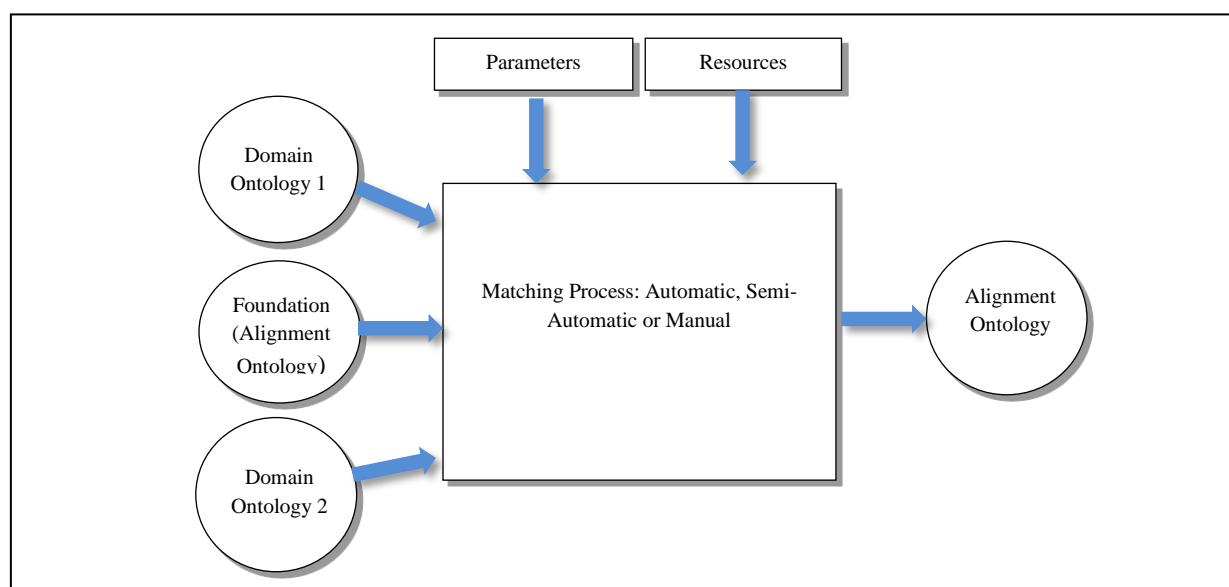 Parameters
Resources
Domain
Ontology 1
Foundation
(Alignment
Ontology)
Domain
Ontology 2
Matching Process: Automatic, Semi-
Automatic or Manual
Alignment
Ontology